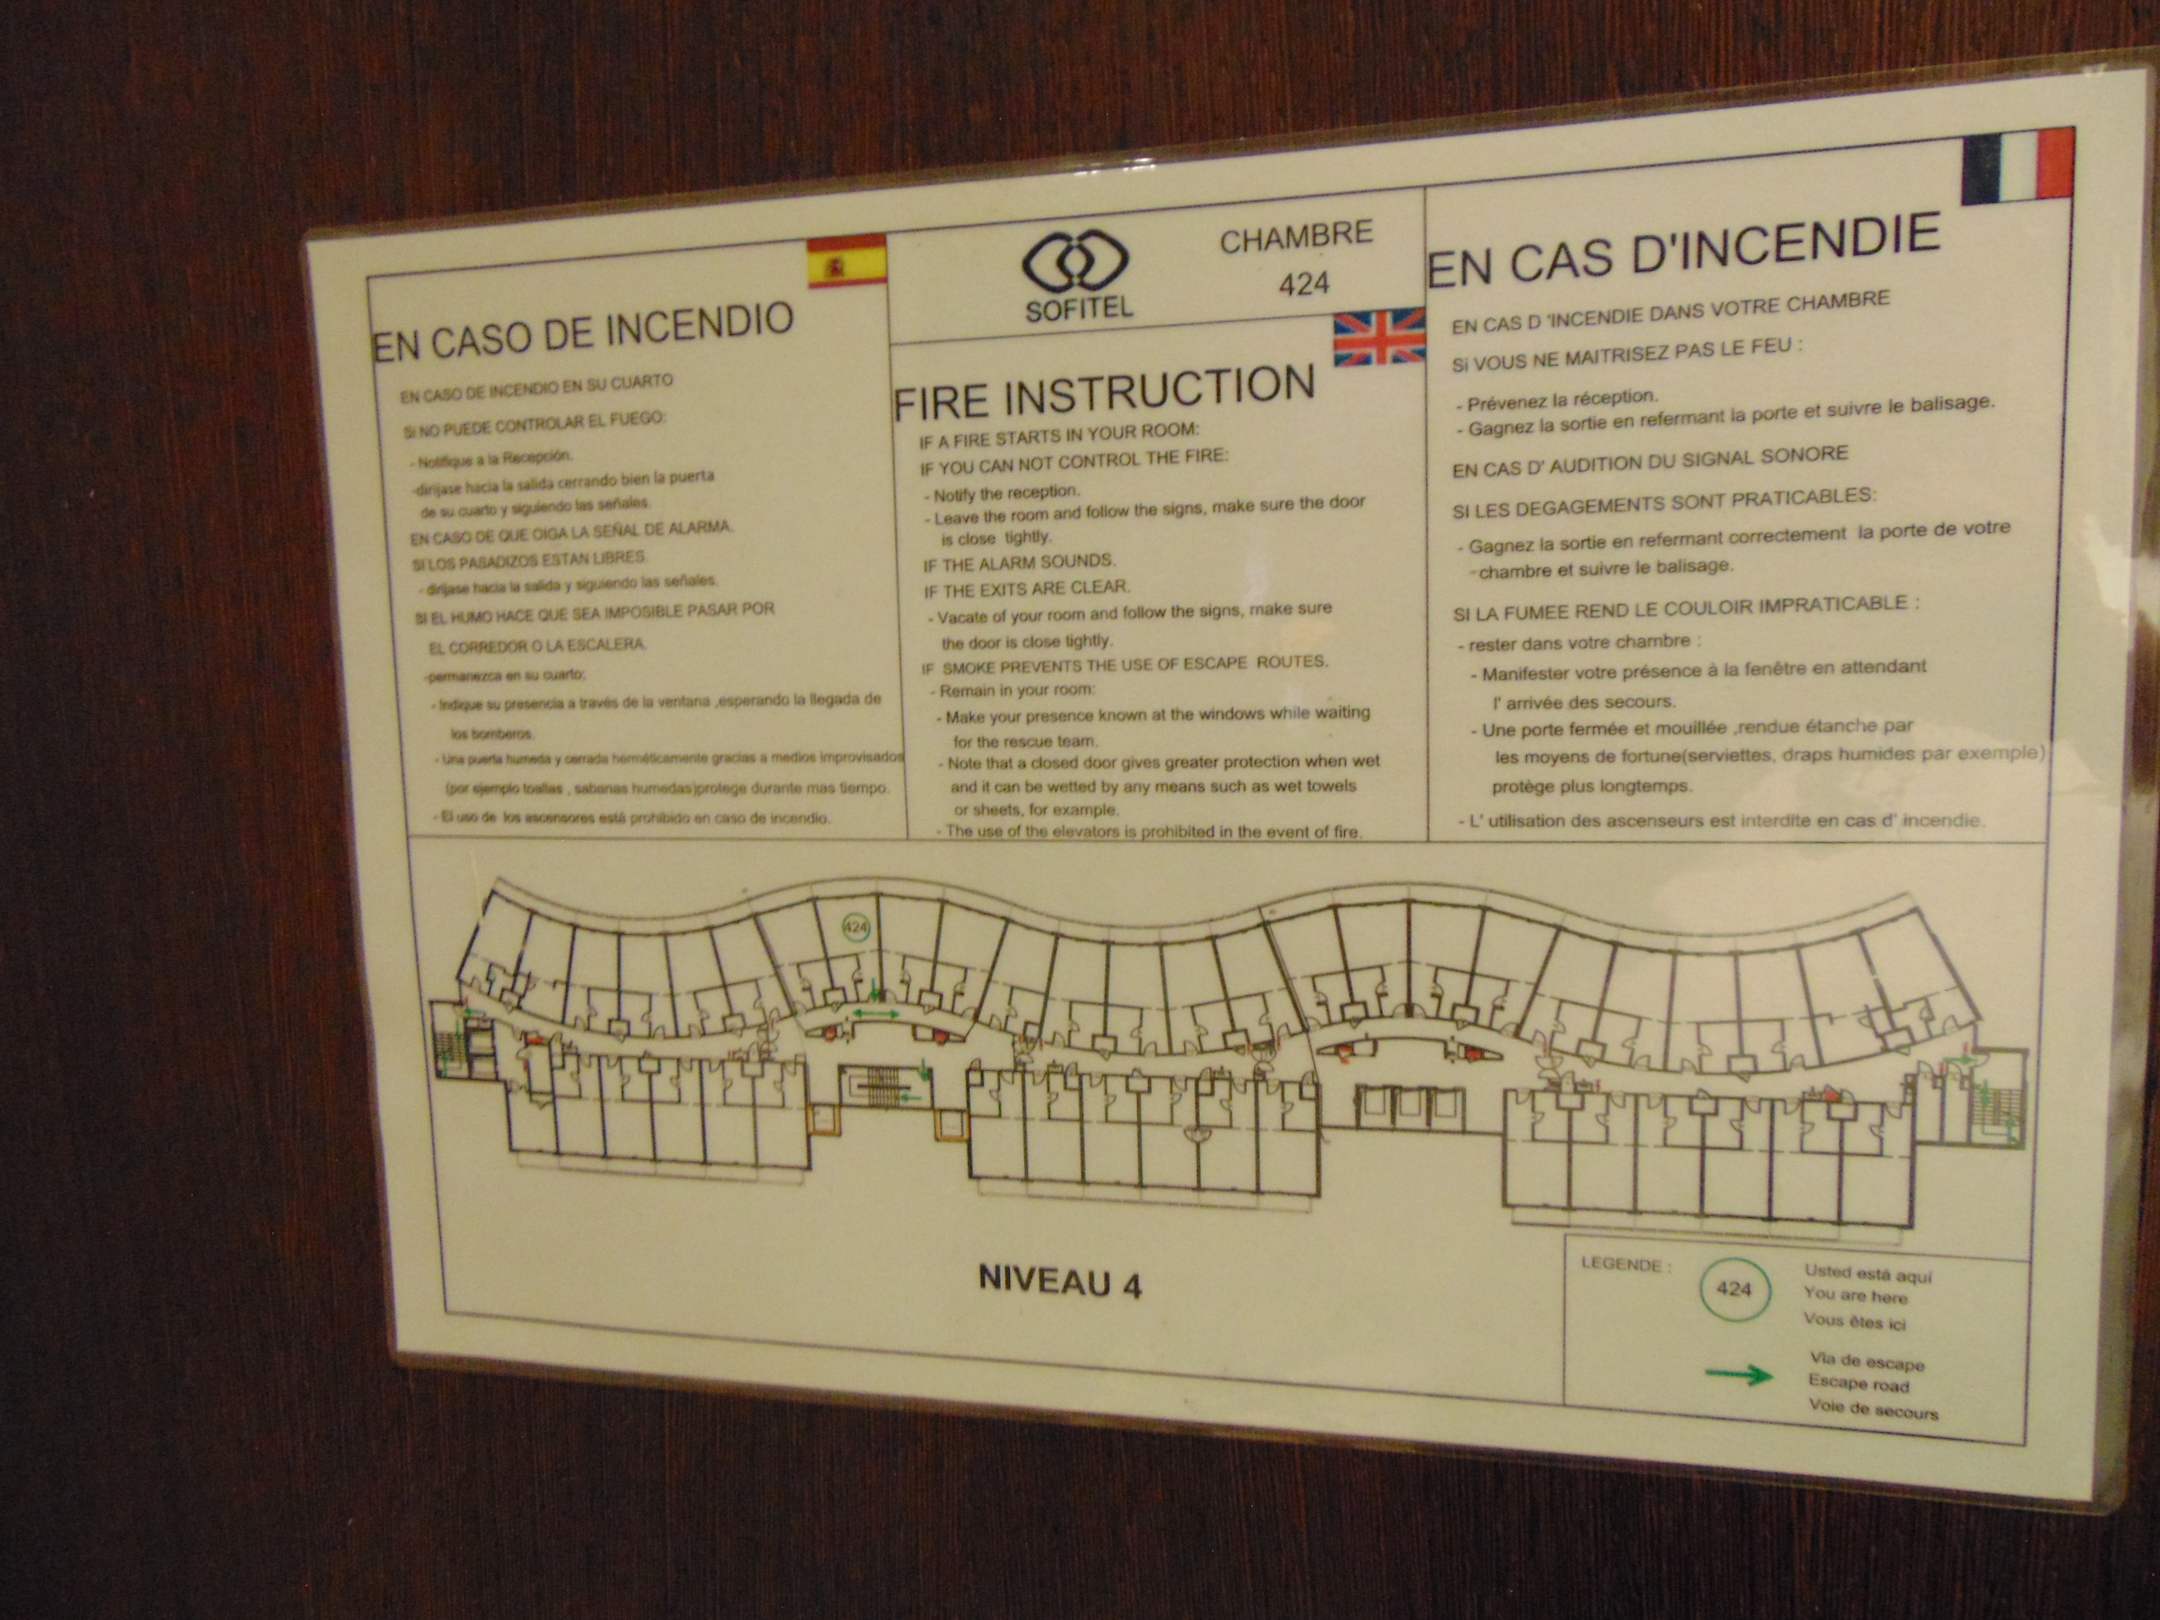 EN CASO DE INCENDIO
EN CASO DE INCENDIO EN SU CUARTO
Si NO PUEDE CONTROLAR EL FUEGO:
- Notifique a la Recepción.
-dirijase hacia la salida cerrando bien la puerta
de su cuarto y siguiendo las señales.
EN CASO DE QUE OIGA LA SEÑAL DE ALARMA.
SI LOS PASADIZOS ESTAN LIBRES.
- dirijase hacia la salida y siguiendo las señales.
SI EL HUMO HACE QUE SEA IMPOSIBLE PASAR POR
EL CORREDOR O LA ESCALERA.
-permanezca en su cuarto:
- Indique su presencia a través de la ventana ,esperando la llegada de
los bomberos.
- Una puerta humeda y cerrada herméticamente gracias a medios improvisados
(por ejemplo toallas , sabanas humedas)protege durante mas tiempo.
- El uso de los ascensores está prohibido en caso de incendio.
SOFITEL
CHAMBRE
424
FIRE INSTRUCTION
IF A FIRE STARTS IN YOUR ROOM:
IF YOU CAN NOT CONTROL THE FIRE:
- Notify the reception.
- Leave the room and follow the signs, make sure the door
is close tightly.
IF THE ALARM SOUNDS.
IF THE EXITS ARE CLEAR.
- Vacate of your room and follow the signs, make sure
the door is close tightly.
IF SMOKE PREVENTS THE USE OF ESCAPE ROUTES.
- Remain in your room:
- Make your presence known at the windows while waiting
for the rescue team.
- Note that a closed door gives greater protection when wet
and it can be wetted by any means such as wet towels
or sheets, for example.
- The use of the elevators is prohibited in the event of fire.
EN CAS D'INCENDIE
EN CAS D 'INCENDIE DANS VOTRE CHAMBRE
Si VOUS NE MAITRISEZ PAS LE FEU :
- Prévenez la réception.
- Gagnez la sortie en refermant la porte et suivre le balisage.
EN CAS D' AUDITION DU SIGNAL SONORE
SI LES DEGAGEMENTS SONT PRATICABLES:
- Gagnez la sortie en refermant correctement la porte de votre
-chambre et suivre le balisage.
SI LA FUMEE REND LE COULOIR IMPRATICABLE :
- rester dans votre chambre :
- Manifester votre présence à la fenêtre en attendant
l' arrivée des secours.
- Une porte fermée et mouillée ,rendue étanche par
les moyens de fortune(serviettes, draps humides par exemple)
protège plus longtemps.
- L' utilisation des ascenseurs est interdite en cas d' incendie.
424
NIVEAU 4
LEGENDE :
424
Usted está aquí
You are here
Vous êtes ici
Via de escape
Escape road
Voie de secours